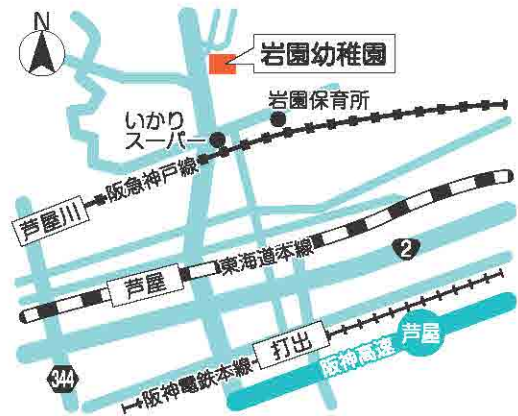 N
岩園幼稚園
岩園保育所
いかり
スーパー
阪急神戸線
芦屋川
芦屋
東海道本線
2
打出
芦屋
阪神高速
344
阪神電鉄本線